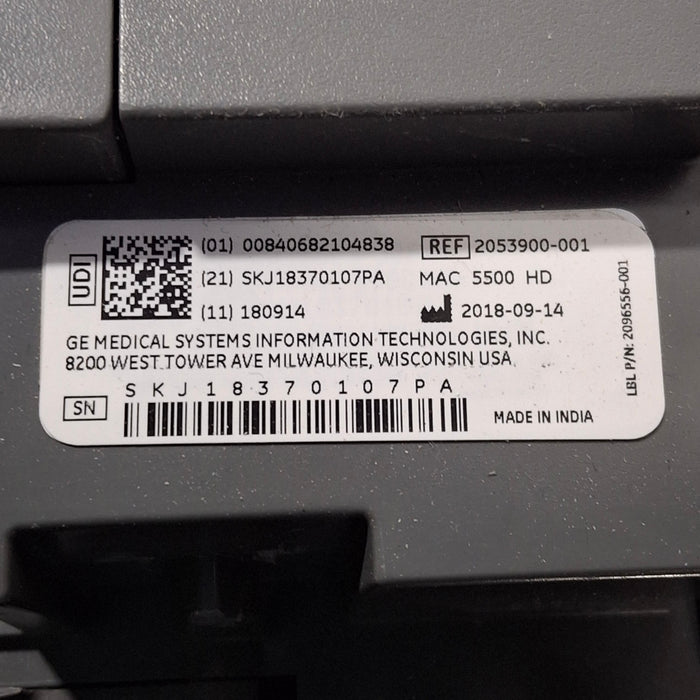 UDI
(01) 00840682104838
(21) SKJ18370107PA
(11) 180914
REF 2053900-001
MAC 5500 HD
2018-09-14
GE MEDICAL SYSTEMS INFORMATION TECHNOLOGIES, INC.
8200 WEST TOWER AVE MILWAUKEE, WISCONSIN USA
SN
SKJ18370107PA
MADE IN INDIA
LBL P/N: 2096556-001